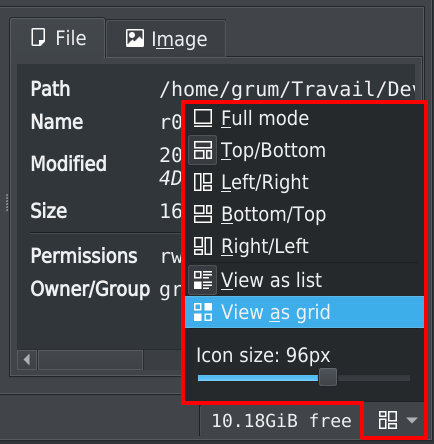 File
Image
Path /home/grum/Travail/Dev
Name r0
Modified 20
4D
Size 16
Permissions rw
Owner/Group gr
Full mode
Top/Bottom
Left/Right
Bottom/Top
Right/Left
View as list
View as grid
Icon size: 96px
10.18GiB free